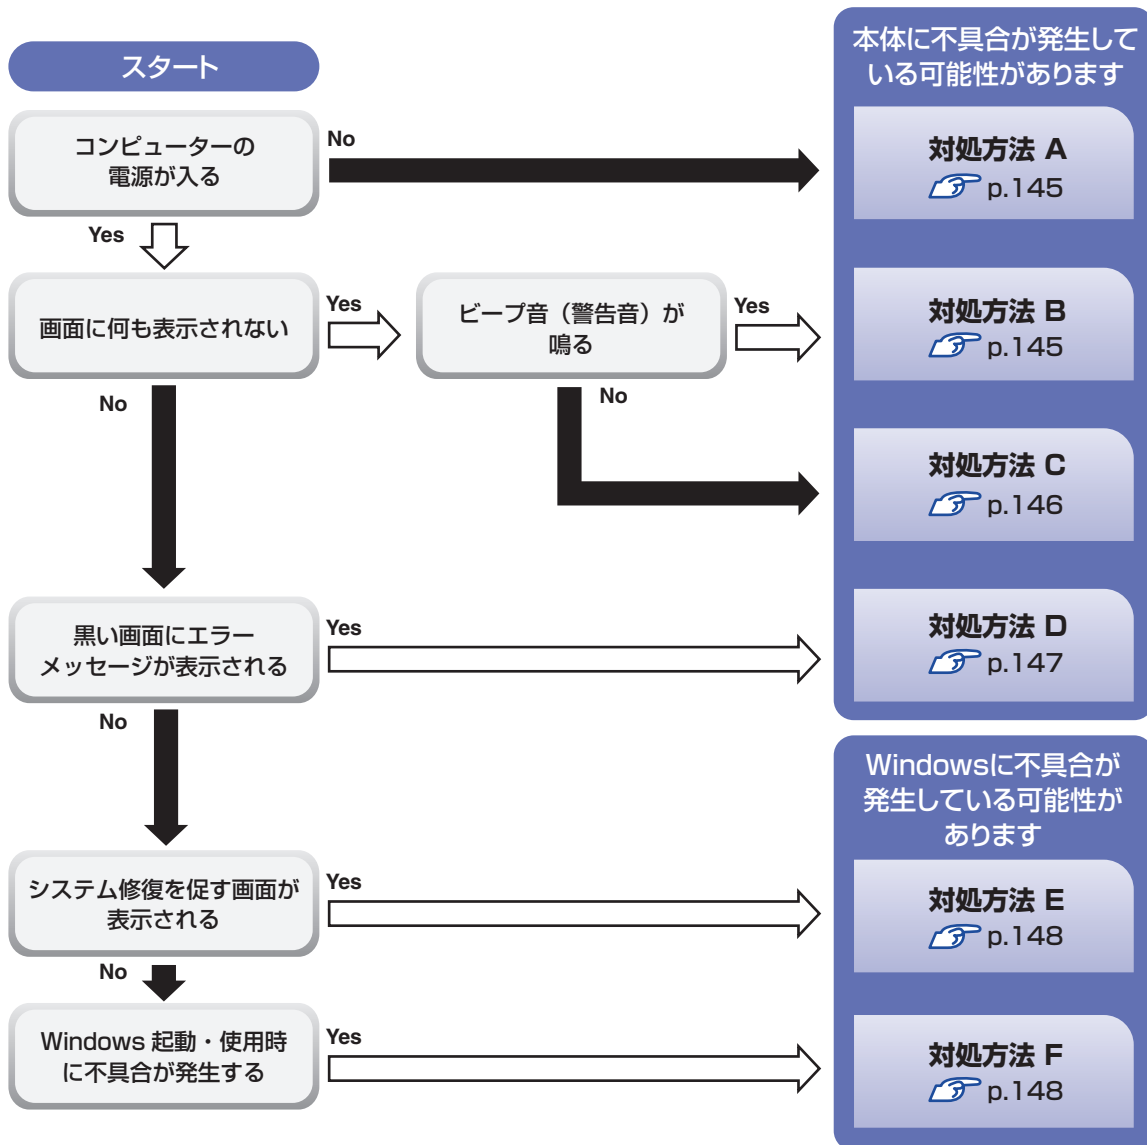 スタート
コンピューターの
電源が入る
No
Yes
画面に何も表示されない
Yes
ビープ音（警告音）が
鳴る
Yes
No
No
黒い画面にエラー
メッセージが表示される
Yes
No
システム修復を促す画面が
表示される
Yes
No
Windows 起動・使用時
に不具合が発生する
Yes
本体に不具合が発生して
いる可能性があります
対処方法 A
p.145
対処方法 B
p.145
対処方法 C
p.146
対処方法 D
p.147
Windowsに不具合が
発生している可能性が
あります
対処方法 E
p.148
対処方法 F
p.148